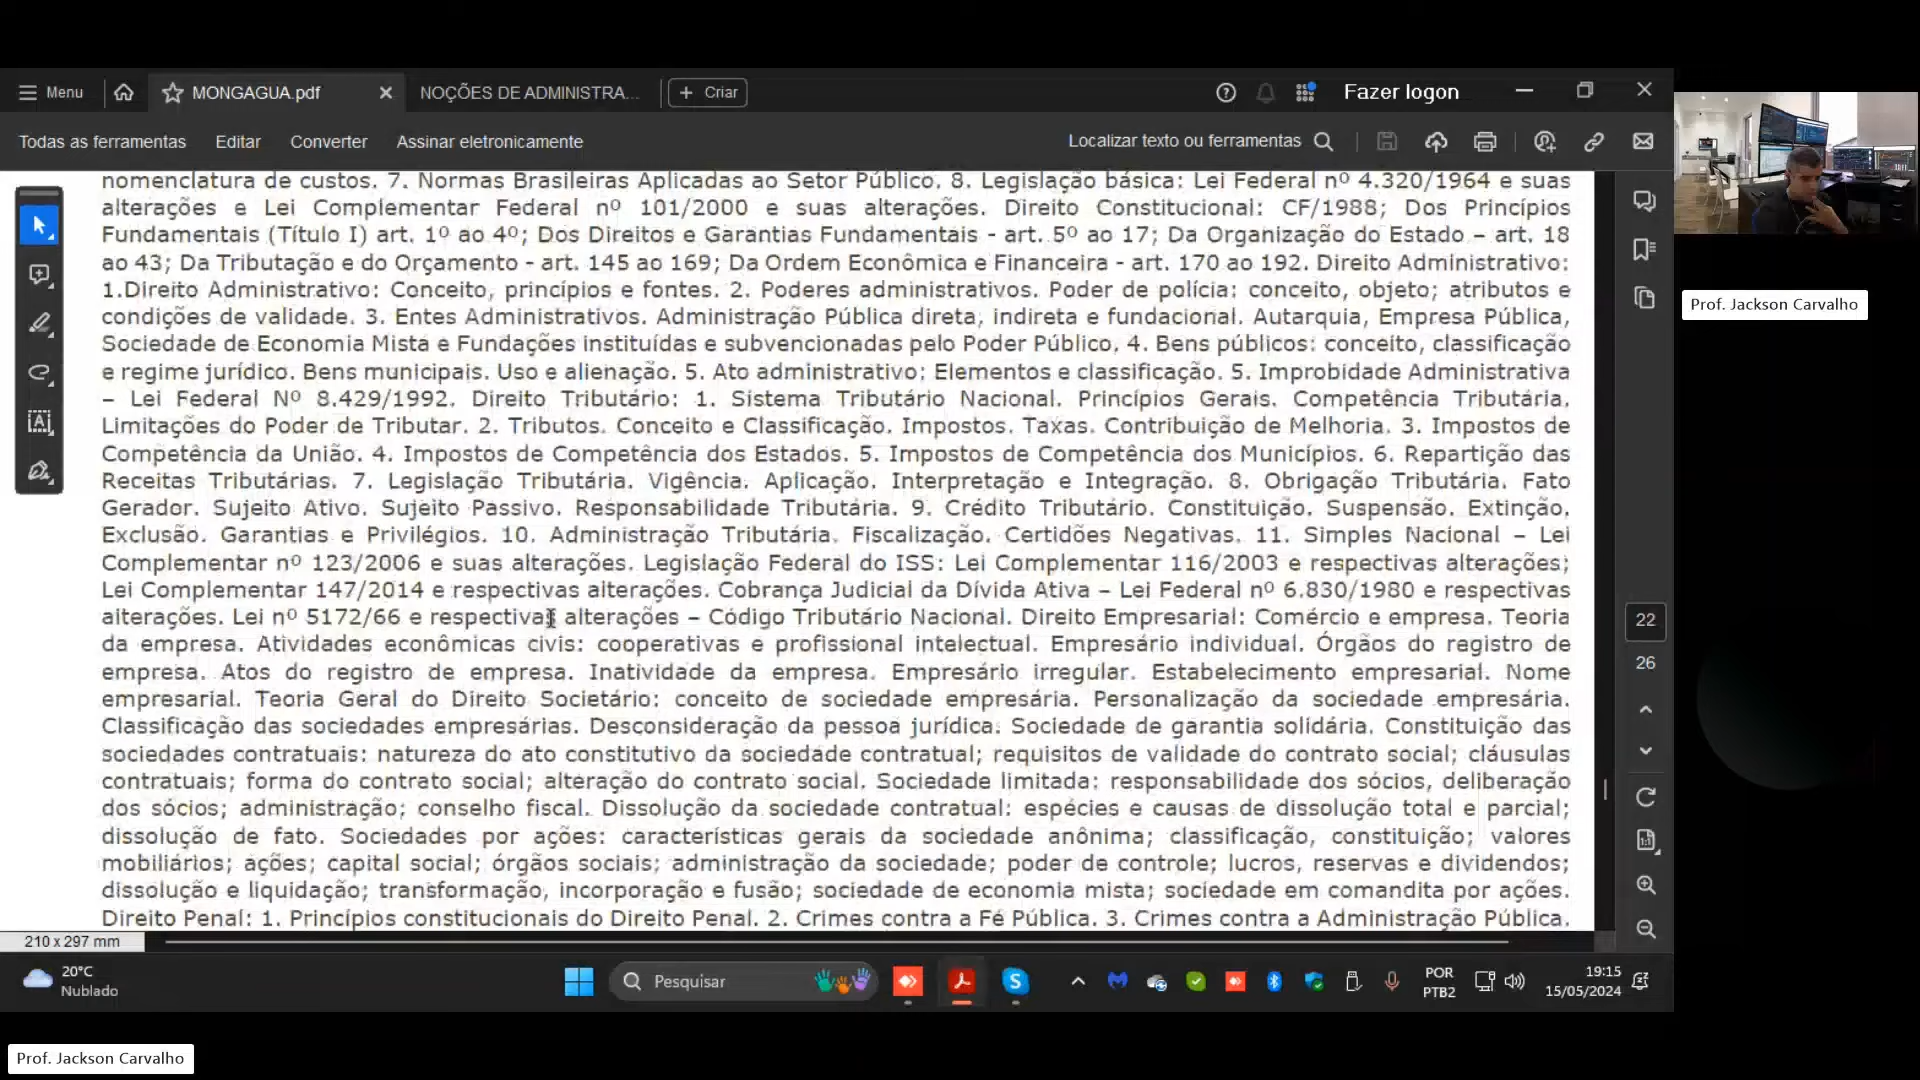 Menu
MONGAGUA.pdf
NOÇÕES DE ADMINISTRA...
Criar
Fazer logon
Todas as ferramentas
Editar
Converter
Assinar eletronicamente
Localizar texto ou ferramentas
nomenclatura de custos. 7. Normas Brasileiras Aplicadas ao Setor Público. 8. Legislação básica: Lei Federal nº 4.320/1964 e suas
alterações e Lei Complementar Federal nº 101/2000 e suas alterações. Direito Constitucional: CF/1988; Dos Princípios
Fundamentais (Título I) art. 1º ao 4º; Dos Direitos e Garantias Fundamentais - art. 5º ao 17; Da Organização do Estado – art. 18
ao 43; Da Tributação e do Orçamento - art. 145 ao 169; Da Ordem Econômica e Financeira - art. 170 ao 192. Direito Administrativo:
1.Direito Administrativo: Conceito, princípios e fontes. 2. Poderes administrativos. Poder de polícia: conceito, objeto; atributos e
condições de validade. 3. Entes Administrativos. Administração Pública direta, indireta e fundacional. Autarquia, Empresa Pública,
Sociedade de Economia Mista e Fundações instituídas e subvencionadas pelo Poder Público. 4. Bens públicos: conceito, classificação
e regime jurídico. Bens municipais. Uso e alienação. 5. Ato administrativo: Elementos e classificação. 5. Improbidade Administrativa
– Lei Federal Nº 8.429/1992. Direito Tributário: 1. Sistema Tributário Nacional. Princípios Gerais. Competência Tributária.
Limitações do Poder de Tributar. 2. Tributos. Conceito e Classificação. Impostos. Taxas. Contribuição de Melhoria. 3. Impostos de
Competência da União. 4. Impostos de Competência dos Estados. 5. Impostos de Competência dos Municípios. 6. Repartição das
Receitas Tributárias. 7. Legislação Tributária. Vigência. Aplicação. Interpretação e Integração. 8. Obrigação Tributária. Fato
Gerador. Sujeito Ativo. Sujeito Passivo. Responsabilidade Tributária. 9. Crédito Tributário. Constituição. Suspensão. Extinção.
Exclusão. Garantias e Privilégios. 10. Administração Tributária. Fiscalização. Certidões Negativas. 11. Simples Nacional – Lei
Complementar nº 123/2006 e suas alterações. Legislação Federal do ISS: Lei Complementar 116/2003 e respectivas alterações;
Lei Complementar 147/2014 e respectivas alterações. Cobrança Judicial da Dívida Ativa – Lei Federal nº 6.830/1980 e respectivas
alterações. Lei nº 5172/66 e respectivas alterações – Código Tributário Nacional. Direito Empresarial: Comércio e empresa. Teoria
da empresa. Atividades econômicas civis: cooperativas e profissional intelectual. Empresário individual. Órgãos do registro de
empresa. Atos do registro de empresa. Inatividade da empresa. Empresário irregular. Estabelecimento empresarial. Nome
empresarial. Teoria Geral do Direito Societário: conceito de sociedade empresária. Personalização da sociedade empresária.
Classificação das sociedades empresárias. Desconsideração da pessoa jurídica. Sociedade de garantia solidária. Constituição das
sociedades contratuais: natureza do ato constitutivo da sociedade contratual; requisitos de validade do contrato social; cláusulas
contratuais; forma do contrato social; alteração do contrato social. Sociedade limitada: responsabilidade dos sócios, deliberação
dos sócios; administração; conselho fiscal. Dissolução da sociedade contratual: espécies e causas de dissolução total e parcial;
dissolução de fato. Sociedades por ações: características gerais da sociedade anônima; classificação, constituição; valores
mobiliários; ações; capital social; órgãos sociais; administração da sociedade; poder de controle; lucros, reservas e dividendos;
dissolução e liquidação; transformação, incorporação e fusão; sociedade de economia mista; sociedade em comandita por ações.
Direito Penal: 1. Princípios constitucionais do Direito Penal. 2. Crimes contra a Fé Pública. 3. Crimes contra a Administração Pública.
22
26
210 x 297 mm
20°C
Nublado
Pesquisar
POR
PTB2
19:15
15/05/2024
Prof. Jackson Carvalho
Prof. Jackson Carvalho